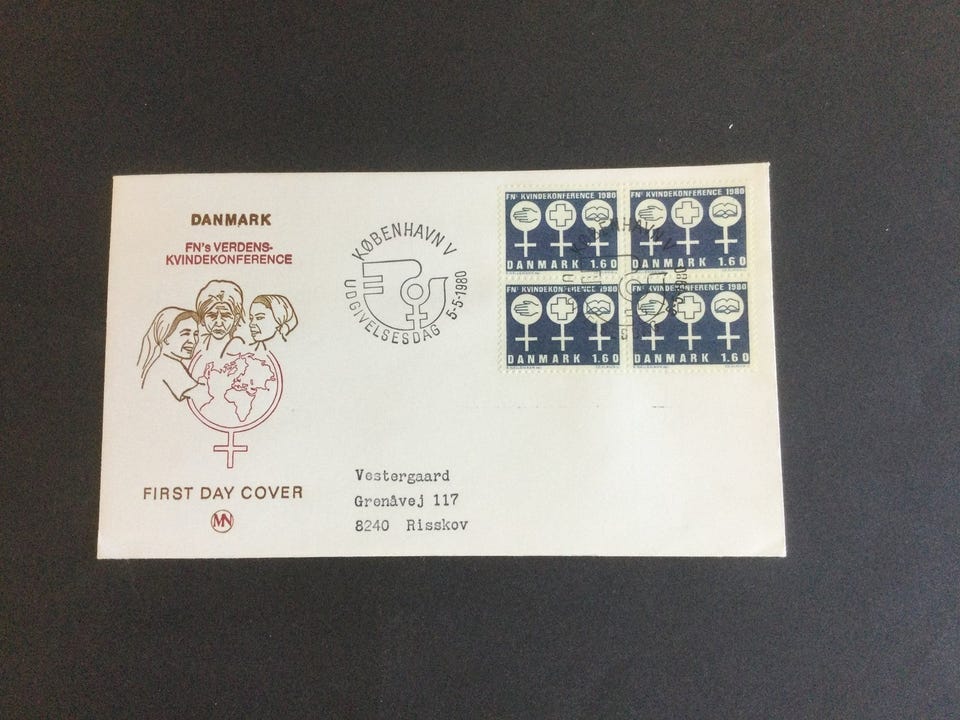 DANMARK
FN's VERDENS-
KVINDEKONFERENCE
FIRST DAY COVER
MN
KØBENHAVN V
UDGIVELSESDAG
5-5-1980
FN's KVINDEKONFERENCE 1980
DANMARK 1.60
FN's KVINDEKONFERENCE 1980
DANMARK 1.60
FN's KVINDEKONFERENCE 1980
DANMARK 1.60
FN's KVINDEKONFERENCE 1980
DANMARK 1.60
Vestergaard
Grenåvej 117
8240 Risskov